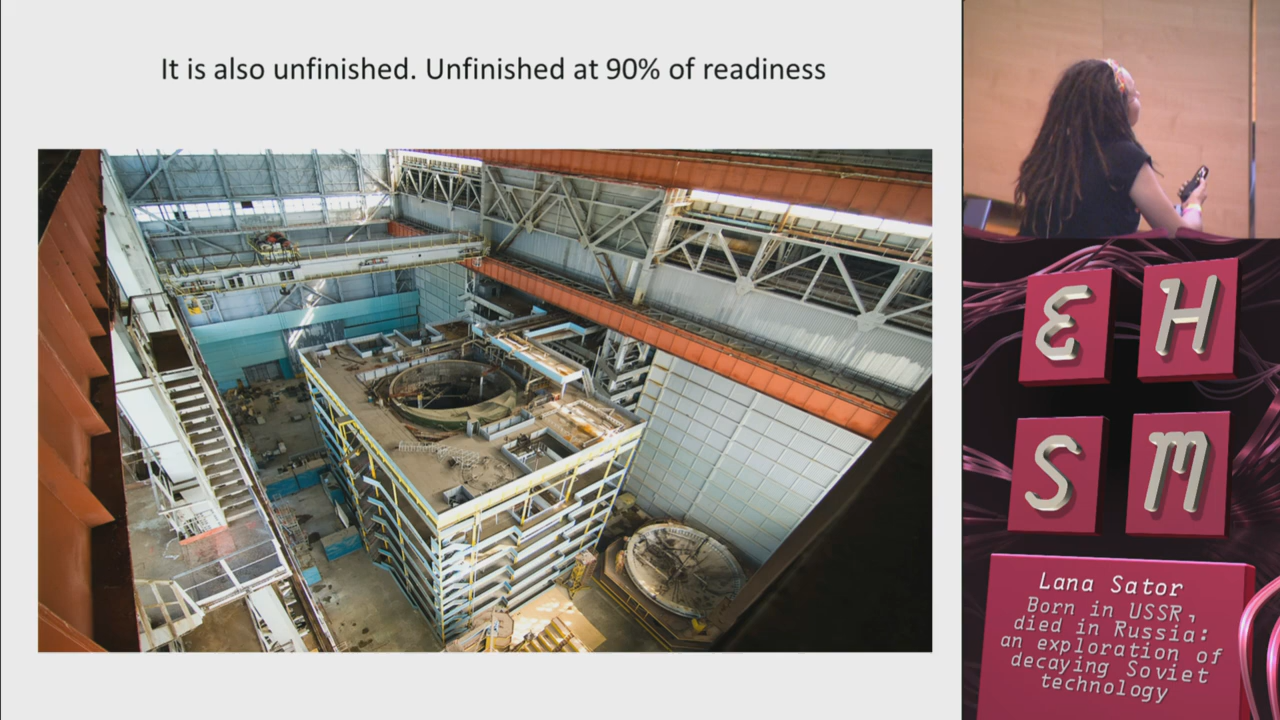 It is also unfinished. Unfinished at 90% of readiness
E H
S M
Lana Sator
Born in USSR,
died in Russia:
an exploration of
decaying Soviet
technology